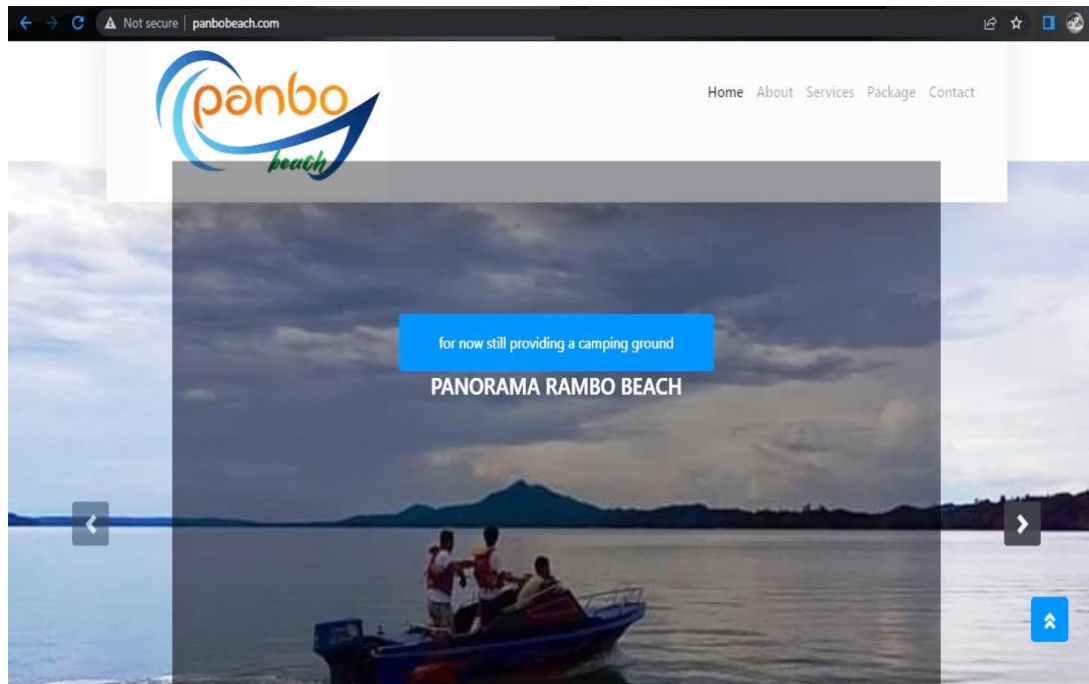 Not secure | panbobeach.com
panbo
beach
Home About Services Package Contact
for now still providing a camping ground
PANORAMA RAMBO BEACH